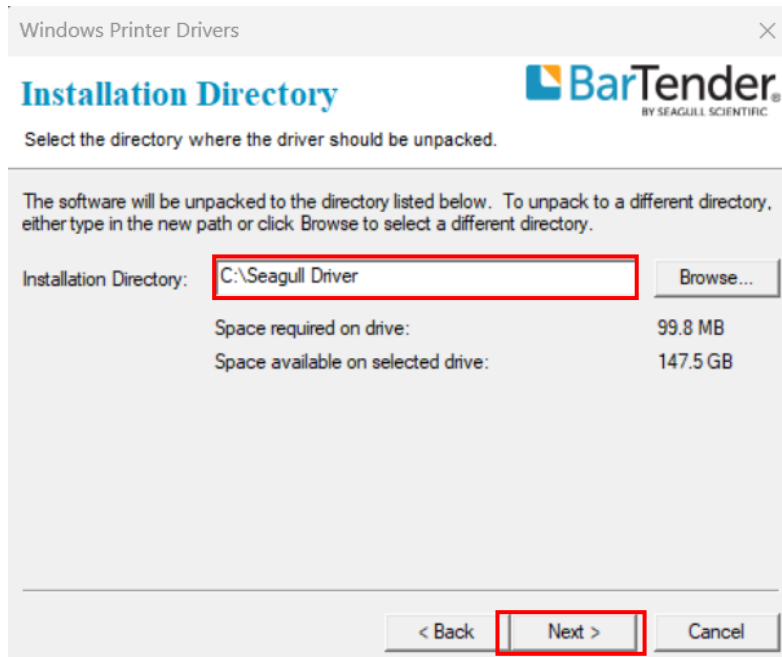 Windows Printer Drivers
BarTender®
BY SEAGULL SCIENTIFIC
Installation Directory
Select the directory where the driver should be unpacked.
The software will be unpacked to the directory listed below.  To unpack to a different directory,
either type in the new path or click Browse to select a different directory.
Installation Directory: C:\Seagull Driver Browse...
Space required on drive: 99.8 MB
Space available on selected drive: 147.5 GB
< Back Next > Cancel